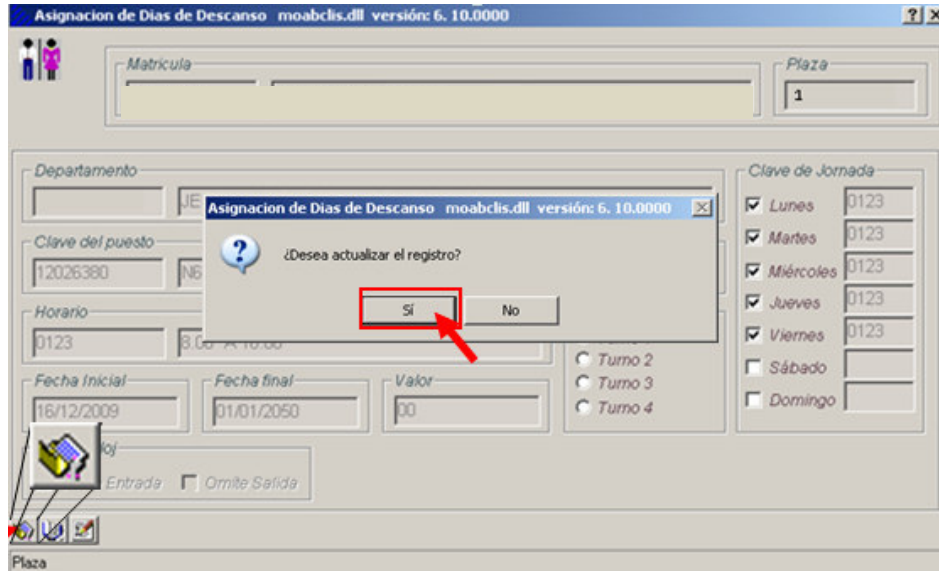 Asignacion de Dias de Descanso moabclis.dll versión: 6. 10.0000
Matrícula
Plaza
1
Departamento
JE
Clave del puesto
12026380
N6
Horario
0123
Fecha Inicial
16/12/2009
Fecha final
01/01/2050
Valor
00
Turno 2
Turno 3
Turno 4
Clave de Jornada
Lunes 0123
Martes 0123
Miércoles 0123
Jueves 0123
Viernes 0123
Sábado
Domingo
Asignacion de Dias de Descanso moabclis.dll versión: 6. 10.0000
¿Desea actualizar el registro?
Sí
No
Entrada
Omite Salida
Plaza